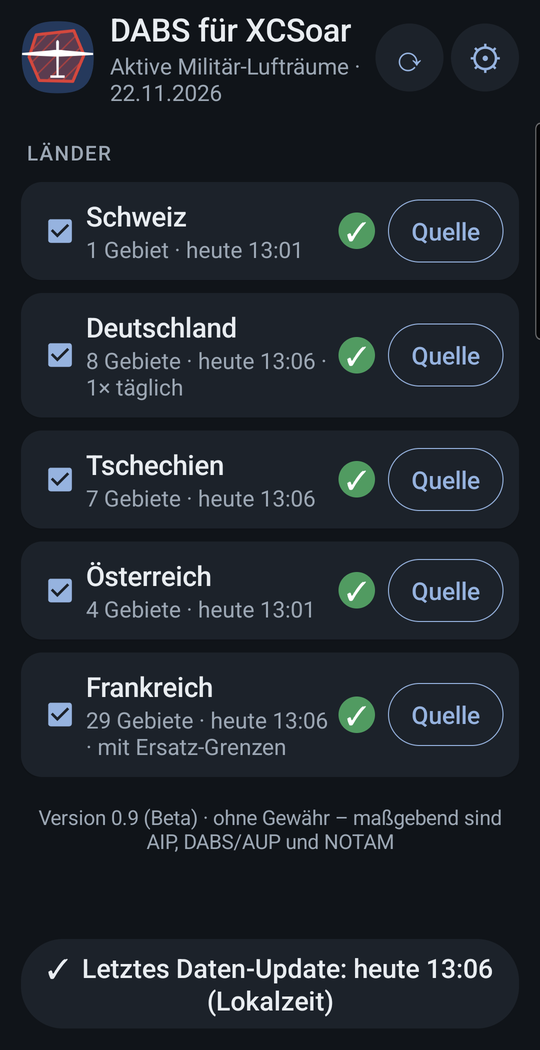 DABS für XCSoar
Aktive Militär-Lufträume ·
22.11.2026
LÄNDER
Schweiz
1 Gebiet · heute 13:01
Quelle
Deutschland
8 Gebiete · heute 13:06 ·
1× täglich
Quelle
Tschechien
7 Gebiete · heute 13:06
Quelle
Österreich
4 Gebiete · heute 13:01
Quelle
Frankreich
29 Gebiete · heute 13:06
· mit Ersatz-Grenzen
Quelle
Version 0.9 (Beta) · ohne Gewähr – maßgebend sind
AIP, DABS/AUP und NOTAM
✓ Letztes Daten-Update: heute 13:06
(Lokalzeit)